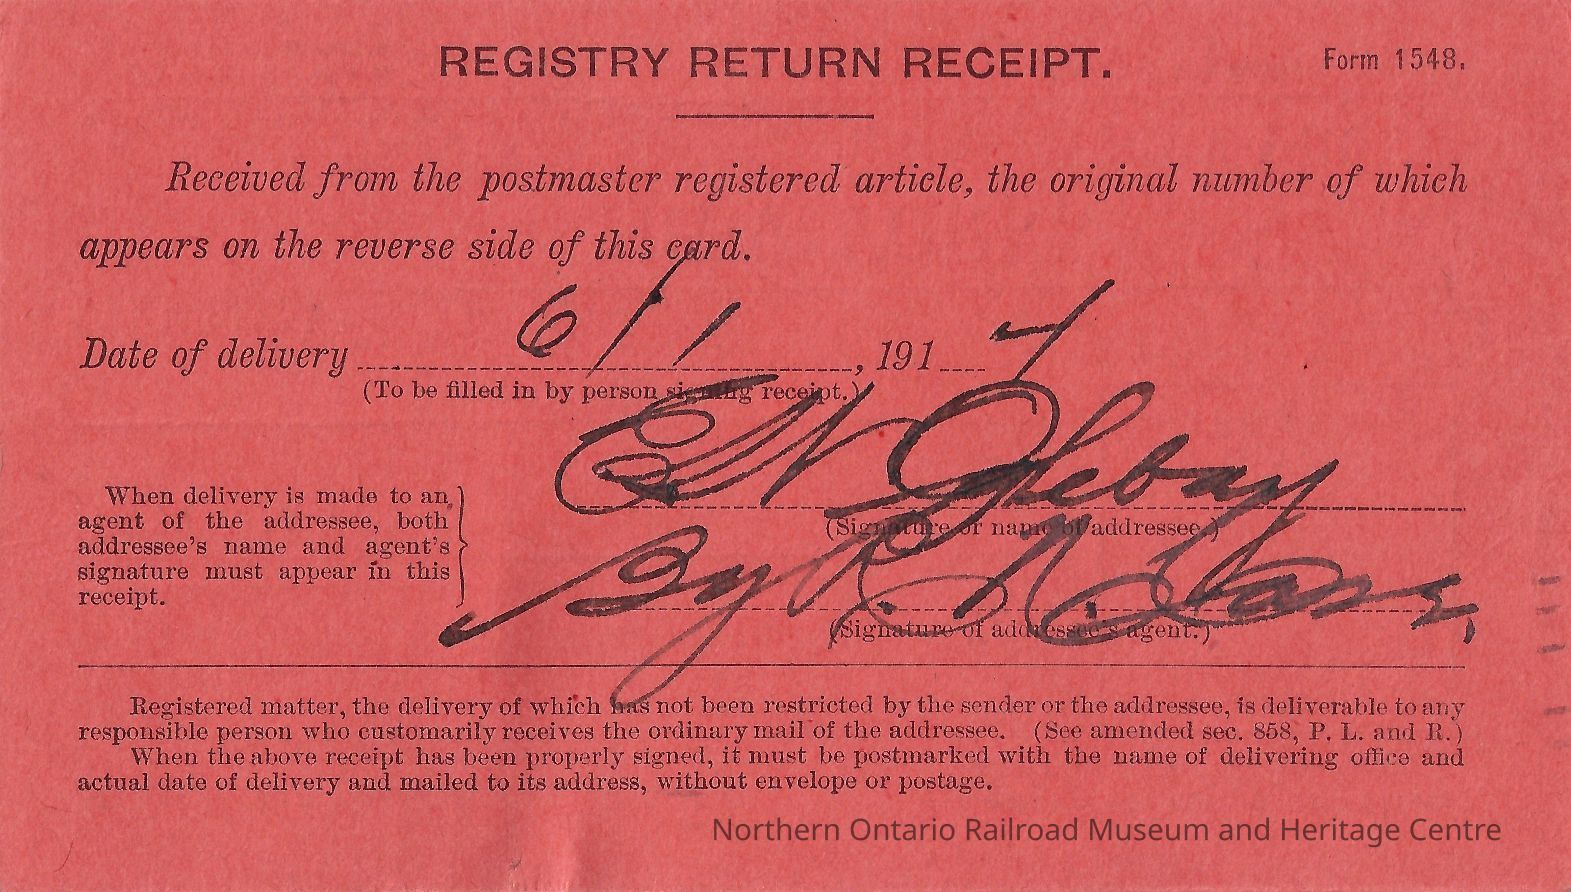 REGISTRY RETURN RECEIPT. Form 1548.
Received from the postmaster registered article, the original number of which
appears on the reverse side of this card.
Date of delivery 6/1, 1917
(To be filled in by person signing receipt.)
E N Glebay
When delivery is made to an
agent of the addressee, both
addressee's name and agent's
signature must appear in this
receipt.
(Signature or name of addressee.)
By R. N.
(Signature of addressee's agent.)
Registered matter, the delivery of which has not been restricted by the sender or the addressee, is deliverable to any
responsible person who customarily receives the ordinary mail of the addressee. (See amended sec. 858, P. L. and R.)
When the above receipt has been properly signed, it must be postmarked with the name of delivering office and
actual date of delivery and mailed to its address, without envelope or postage.
Northern Ontario Railroad Museum and Heritage Centre